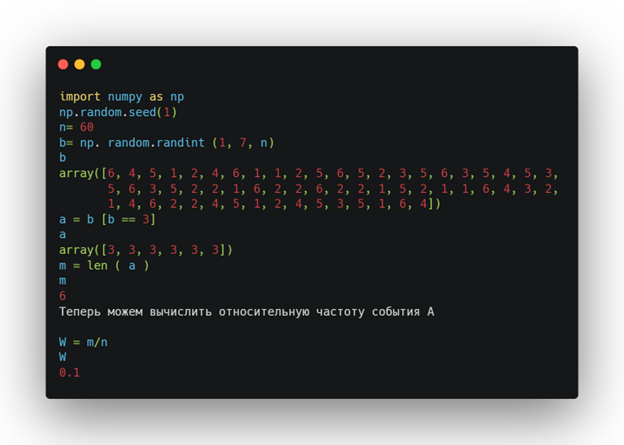 import numpy as np
np.random.seed(1)
n= 60
b= np. random.randint (1, 7, n)
b
array([6, 4, 5, 1, 2, 4, 6, 1, 1, 2, 5, 6, 5, 2, 3, 5, 6, 3, 5, 4, 5, 3,
5, 6, 3, 5, 2, 2, 1, 6, 2, 2, 6, 2, 2, 1, 5, 2, 1, 1, 6, 4, 3, 2,
1, 4, 6, 2, 2, 4, 5, 1, 2, 4, 5, 3, 5, 1, 6, 4])
a = b [b == 3]
a
array([3, 3, 3, 3, 3, 3])
m = len ( a )
m
6
Теперь можем вычислить относительную частоту события А
W = m/n
W
0.1